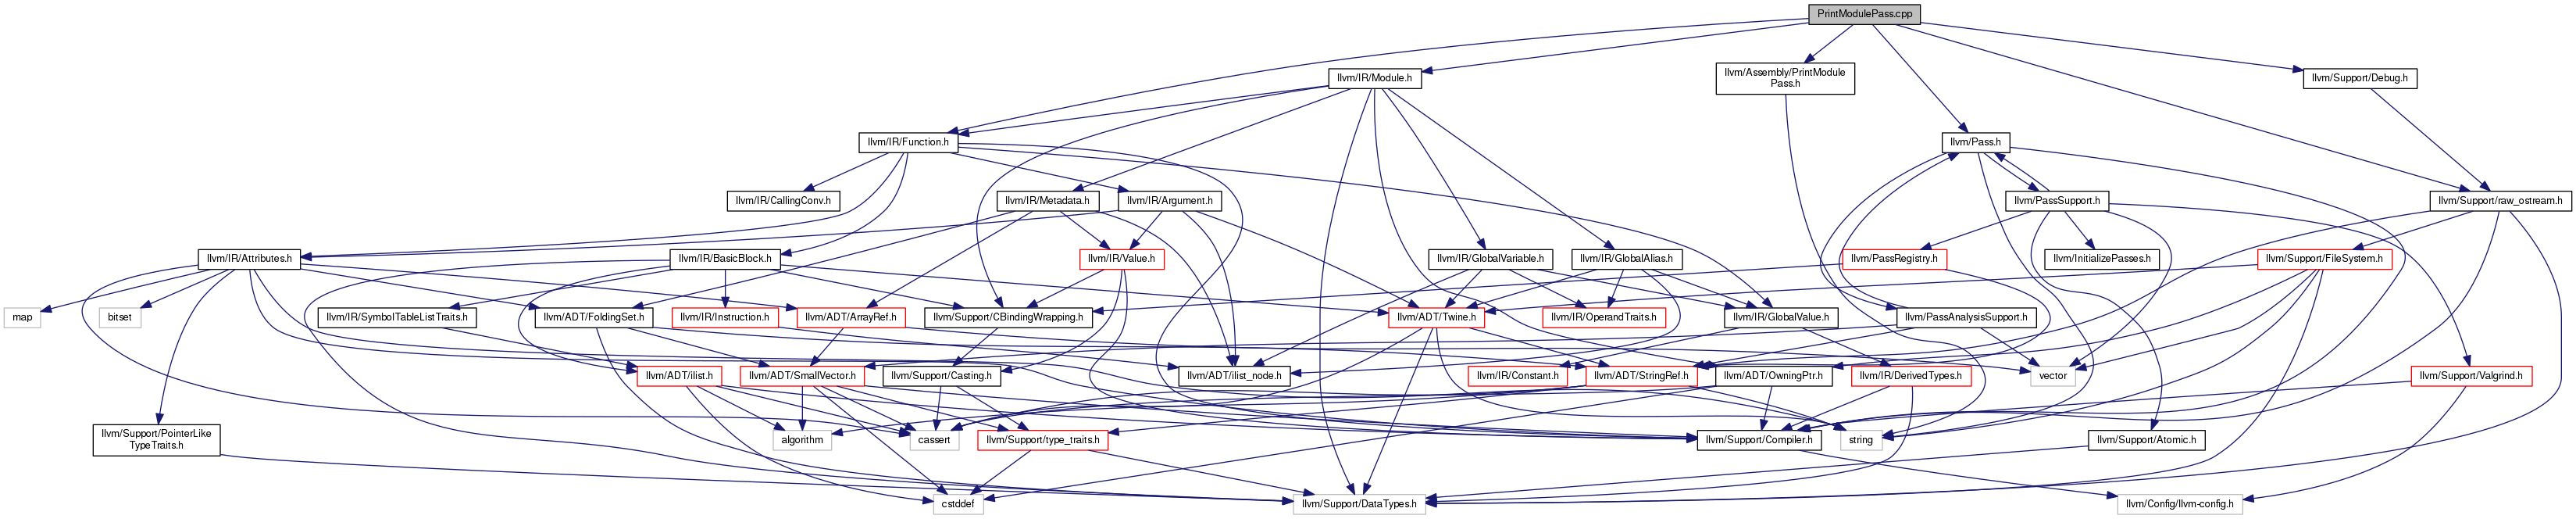 PrintModulePass.cpp
llvm/IR/Module.h
llvm/Assembly/PrintModule
Pass.h
llvm/Support/Debug.h
llvm/IR/Function.h
llvm/Pass.h
llvm/IR/CallingConv.h
llvm/IR/Metadata.h
llvm/IR/Argument.h
llvm/PassSupport.h
llvm/Support/raw_ostream.h
llvm/IR/Attributes.h
llvm/IR/BasicBlock.h
llvm/IR/Value.h
llvm/IR/GlobalVariable.h
llvm/IR/GlobalAlias.h
llvm/PassRegistry.h
llvm/InitializePasses.h
llvm/Support/FileSystem.h
map
bitset
llvm/IR/SymbolTableListTraits.h
llvm/ADT/FoldingSet.h
llvm/IR/Instruction.h
llvm/ADT/ArrayRef.h
llvm/Support/CBindingWrapping.h
llvm/ADT/Twine.h
llvm/IR/OperandTraits.h
llvm/IR/GlobalValue.h
llvm/PassAnalysisSupport.h
llvm/ADT/ilist.h
llvm/ADT/SmallVector.h
llvm/Support/Casting.h
llvm/ADT/ilist_node.h
llvm/IR/Constant.h
llvm/ADT/StringRef.h
llvm/ADT/OwningPtr.h
llvm/IR/DerivedTypes.h
vector
llvm/Support/Valgrind.h
llvm/Support/PointerLike
TypeTraits.h
algorithm
cassert
llvm/Support/type_traits.h
llvm/Support/Compiler.h
string
llvm/Support/Atomic.h
cstddef
llvm/Support/DataTypes.h
llvm/Config/llvm-config.h